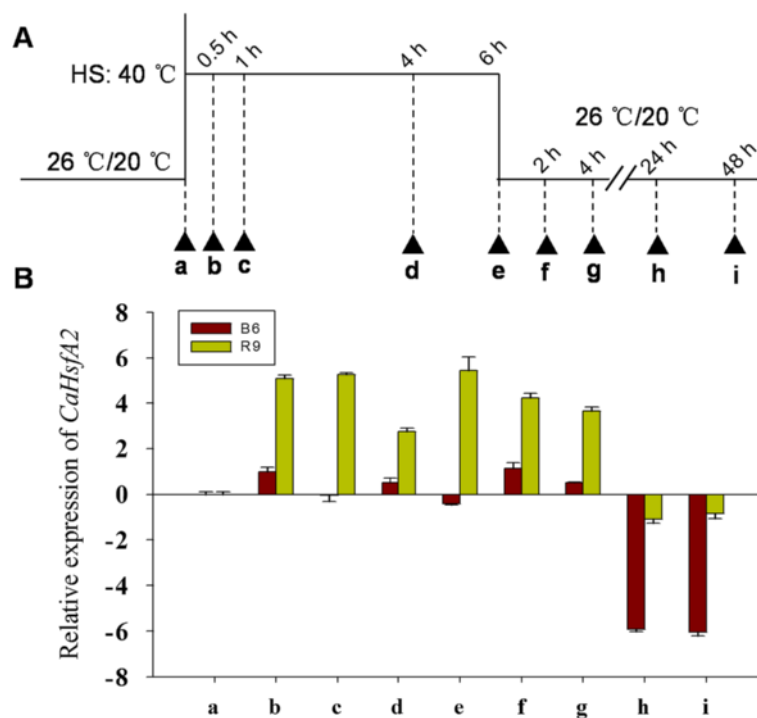 A
0.5 h
1 h
4 h
6 h
HS: 40 ℃
26 ℃/20 ℃
26 ℃/20 ℃
2 h
4 h
24 h
48 h
a
b
c
d
e
f
g
h
i
B
8
6
4
2
0
-2
-4
-6
-8
Relative expression of CaHsfA2
B6
R9
a
b
c
d
e
f
g
h
i